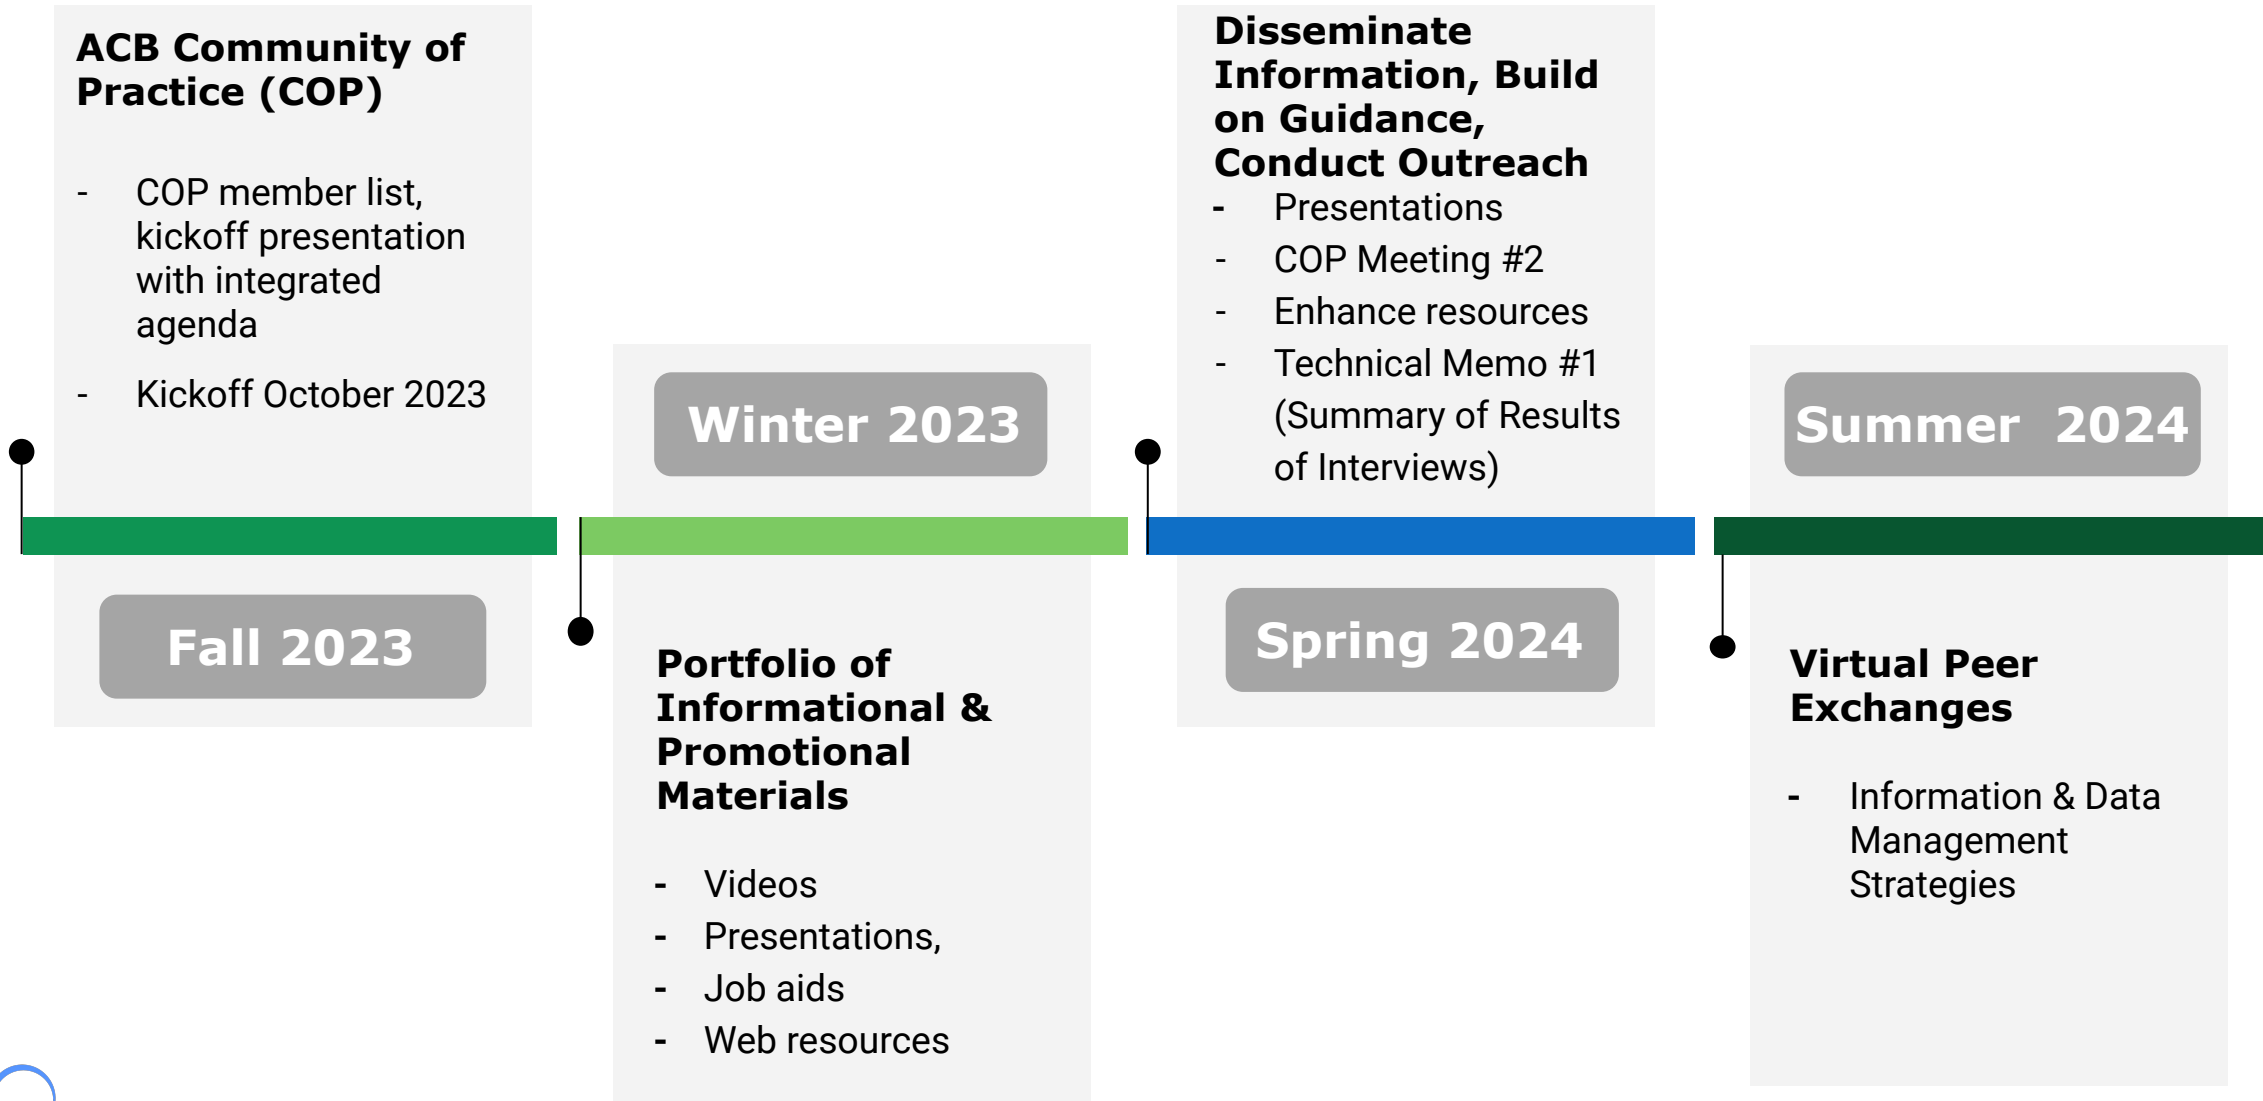 ACB Community of
Practice (COP)
- COP member list,
kickoff presentation
with integrated
agenda
- Kickoff October 2023
Fall 2023
Winter 2023
Portfolio of
Informational &
Promotional
Materials
- Videos
- Presentations,
- Job aids
- Web resources
Disseminate
Information, Build
on Guidance,
Conduct Outreach
- Presentations
- COP Meeting #2
- Enhance resources
- Technical Memo #1
(Summary of Results
of Interviews)
Spring 2024
Summer 2024
Virtual Peer
Exchanges
- Information & Data
Management
Strategies